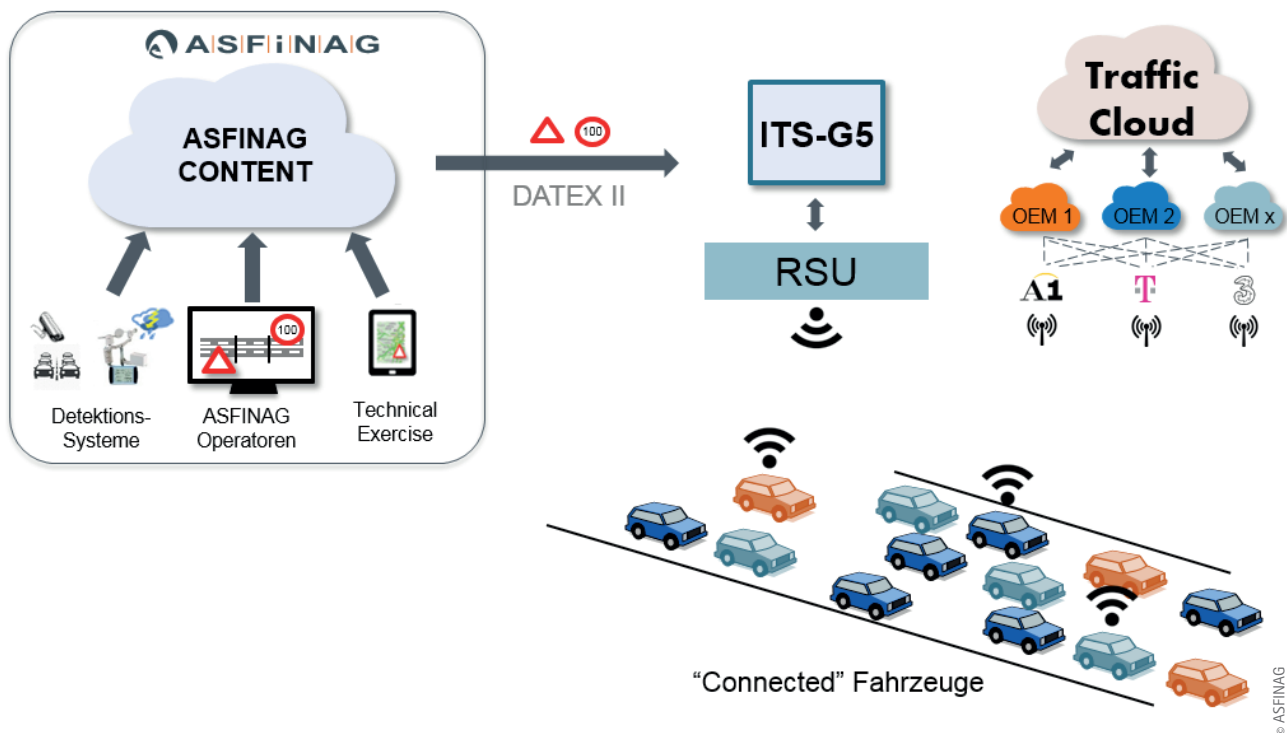 ASFiNAG
ASFINAG
CONTENT
Detektions-
Systeme
100
ASFINAG
Operatoren
Technical
Exercise
100
DATEX II
ITS-G5
RSU
Traffic
Cloud
OEM 1
OEM 2
OEM x
A1
T
3
“Connected” Fahrzeuge
© ASFINAG